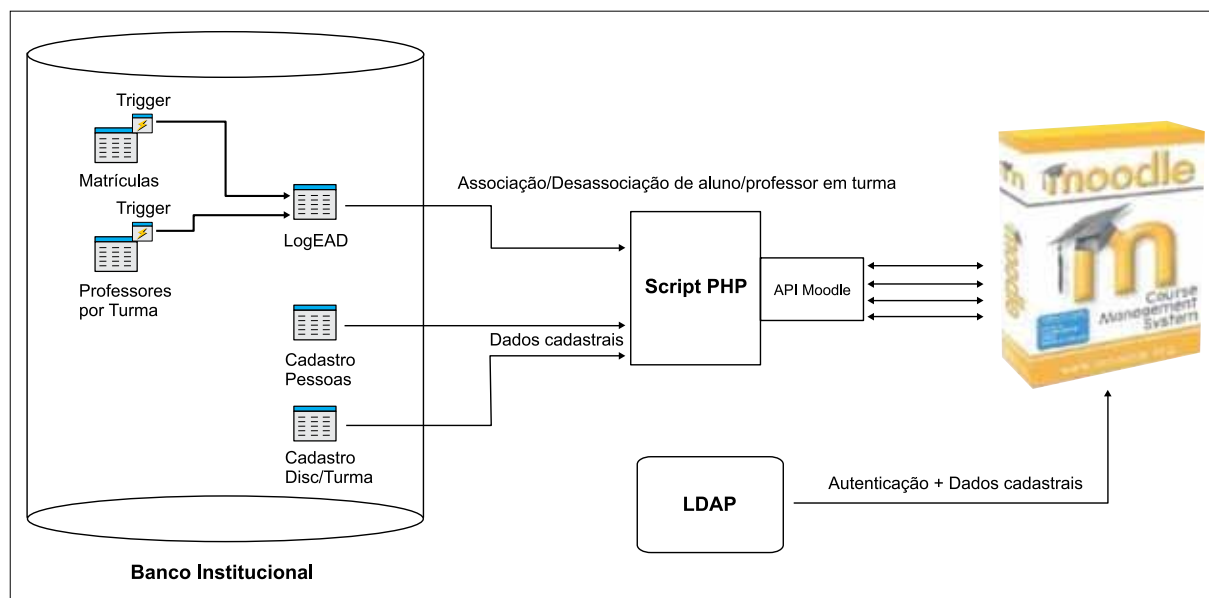 Trigger
Matrículas
Trigger
Professores
por Turma
LogEAD
Cadastro
Pessoas
Cadastro
Disc/Turma
Banco Institucional
Associação/Desassociação de aluno/professor em turma
Dados cadastrais
Script PHP
API Moodle
LDAP
Autenticação + Dados cadastrais
m moodle
moodle
m
Course
Management
System